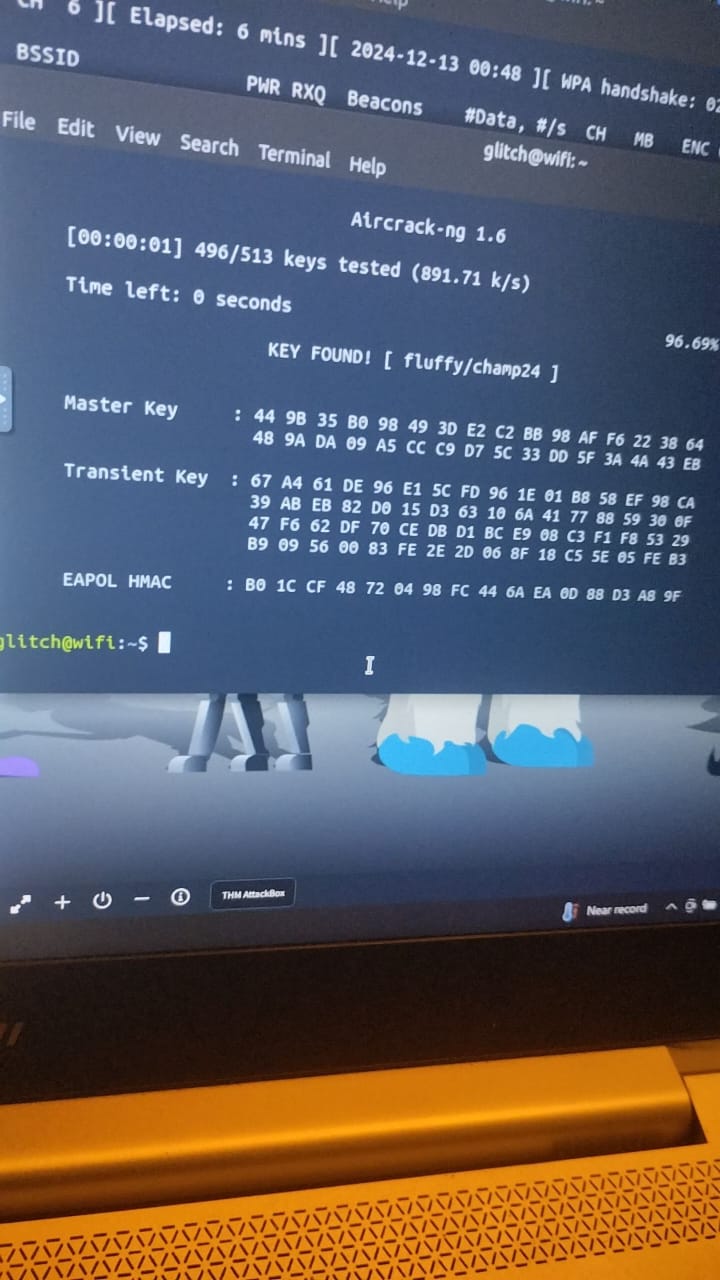 CH 6 ][ Elapsed: 6 mins ][ 2024-12-13 00:48 ][ WPA handshake: 02
BSSID PWR RXQ Beacons #Data, #/s CH MB ENC
glitch@wifi: ~
File Edit View Search Terminal Help
Aircrack-ng 1.6
[00:00:01] 496/513 keys tested (891.71 k/s)
Time left: 0 seconds 96.69%
KEY FOUND! [ fluffy/champ24 ]
Master Key : 44 9B 35 B0 98 49 3D E2 C2 BB 98 AF F6 22 38 64
48 9A DA 09 A5 CC C9 D7 5C 33 DD 5F 3A 4A 43 EB
Transient Key : 67 A4 61 DE 96 E1 5C FD 96 1E 01 B8 58 EF 98 CA
39 AB EB 82 D0 15 D3 63 10 6A 41 77 88 59 30 0F
47 F6 62 DF 70 CE DB D1 BC E9 08 C3 F1 F8 53 29
B9 09 56 00 83 FE 2E 2D 06 8F 18 C5 5E 05 FE B3
EAPOL HMAC : B0 1C CF 48 72 04 98 FC 44 6A EA 0D 88 D3 A8 9F
glitch@wifi:~$
THM AttackBox
Near record